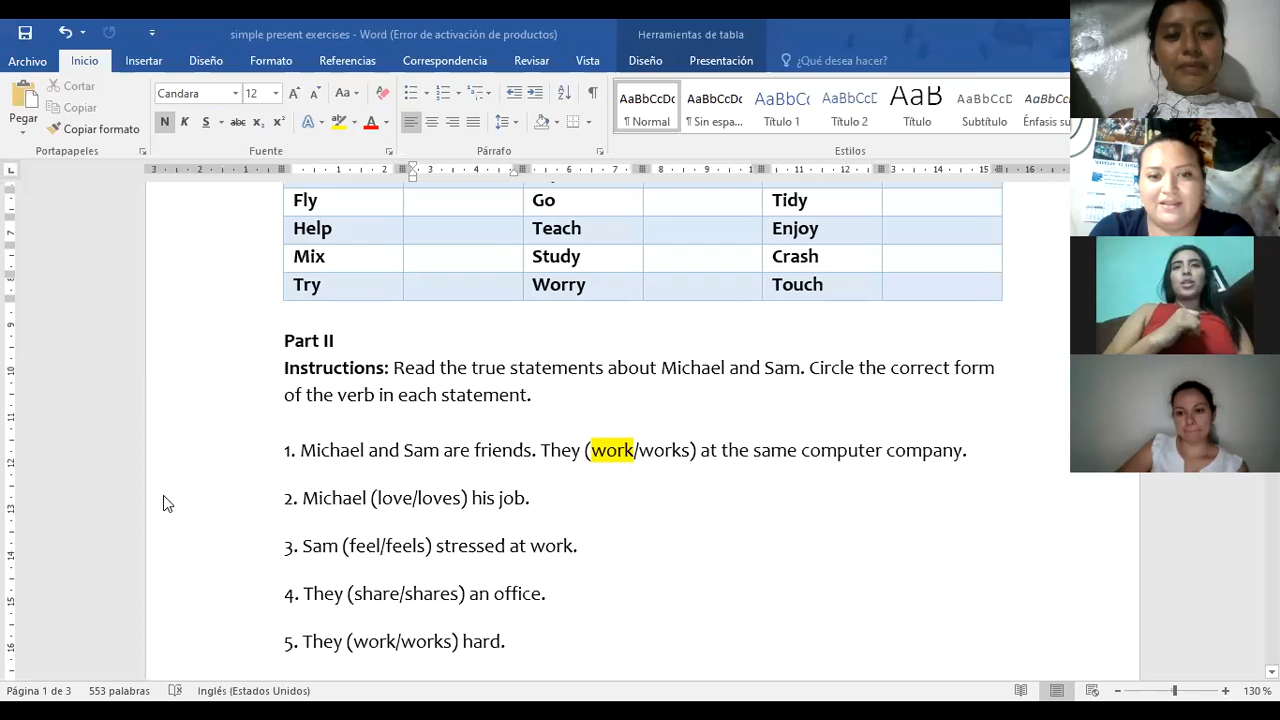 simple present exercises - Word (Error de activación de productos)
Herramientas de tabla
Archivo Inicio Insertar Diseño Formato Referencias Correspondencia Revisar Vista Diseño Presentación ¿Qué desea hacer?
Cortar
Copiar
Copiar formato
Pegar
Candara 12
Portapapeles Fuente Párrafo Estilos
AaBbCcDc AaBbCcDc AaBbCc AaBbCcD AaB AaBbCcD AaBbCcD
¶ Normal ¶ Sin espa... Título 1 Título 2 Título Subtítulo Énfasis su
Fly Go Tidy
Help Teach Enjoy
Mix Study Crash
Try Worry Touch
Part II
Instructions: Read the true statements about Michael and Sam. Circle the correct form
of the verb in each statement.
1. Michael and Sam are friends. They (work/works) at the same computer company.
2. Michael (love/loves) his job.
3. Sam (feel/feels) stressed at work.
4. They (share/shares) an office.
5. They (work/works) hard.
Página 1 de 3 553 palabras Inglés (Estados Unidos) 130 %